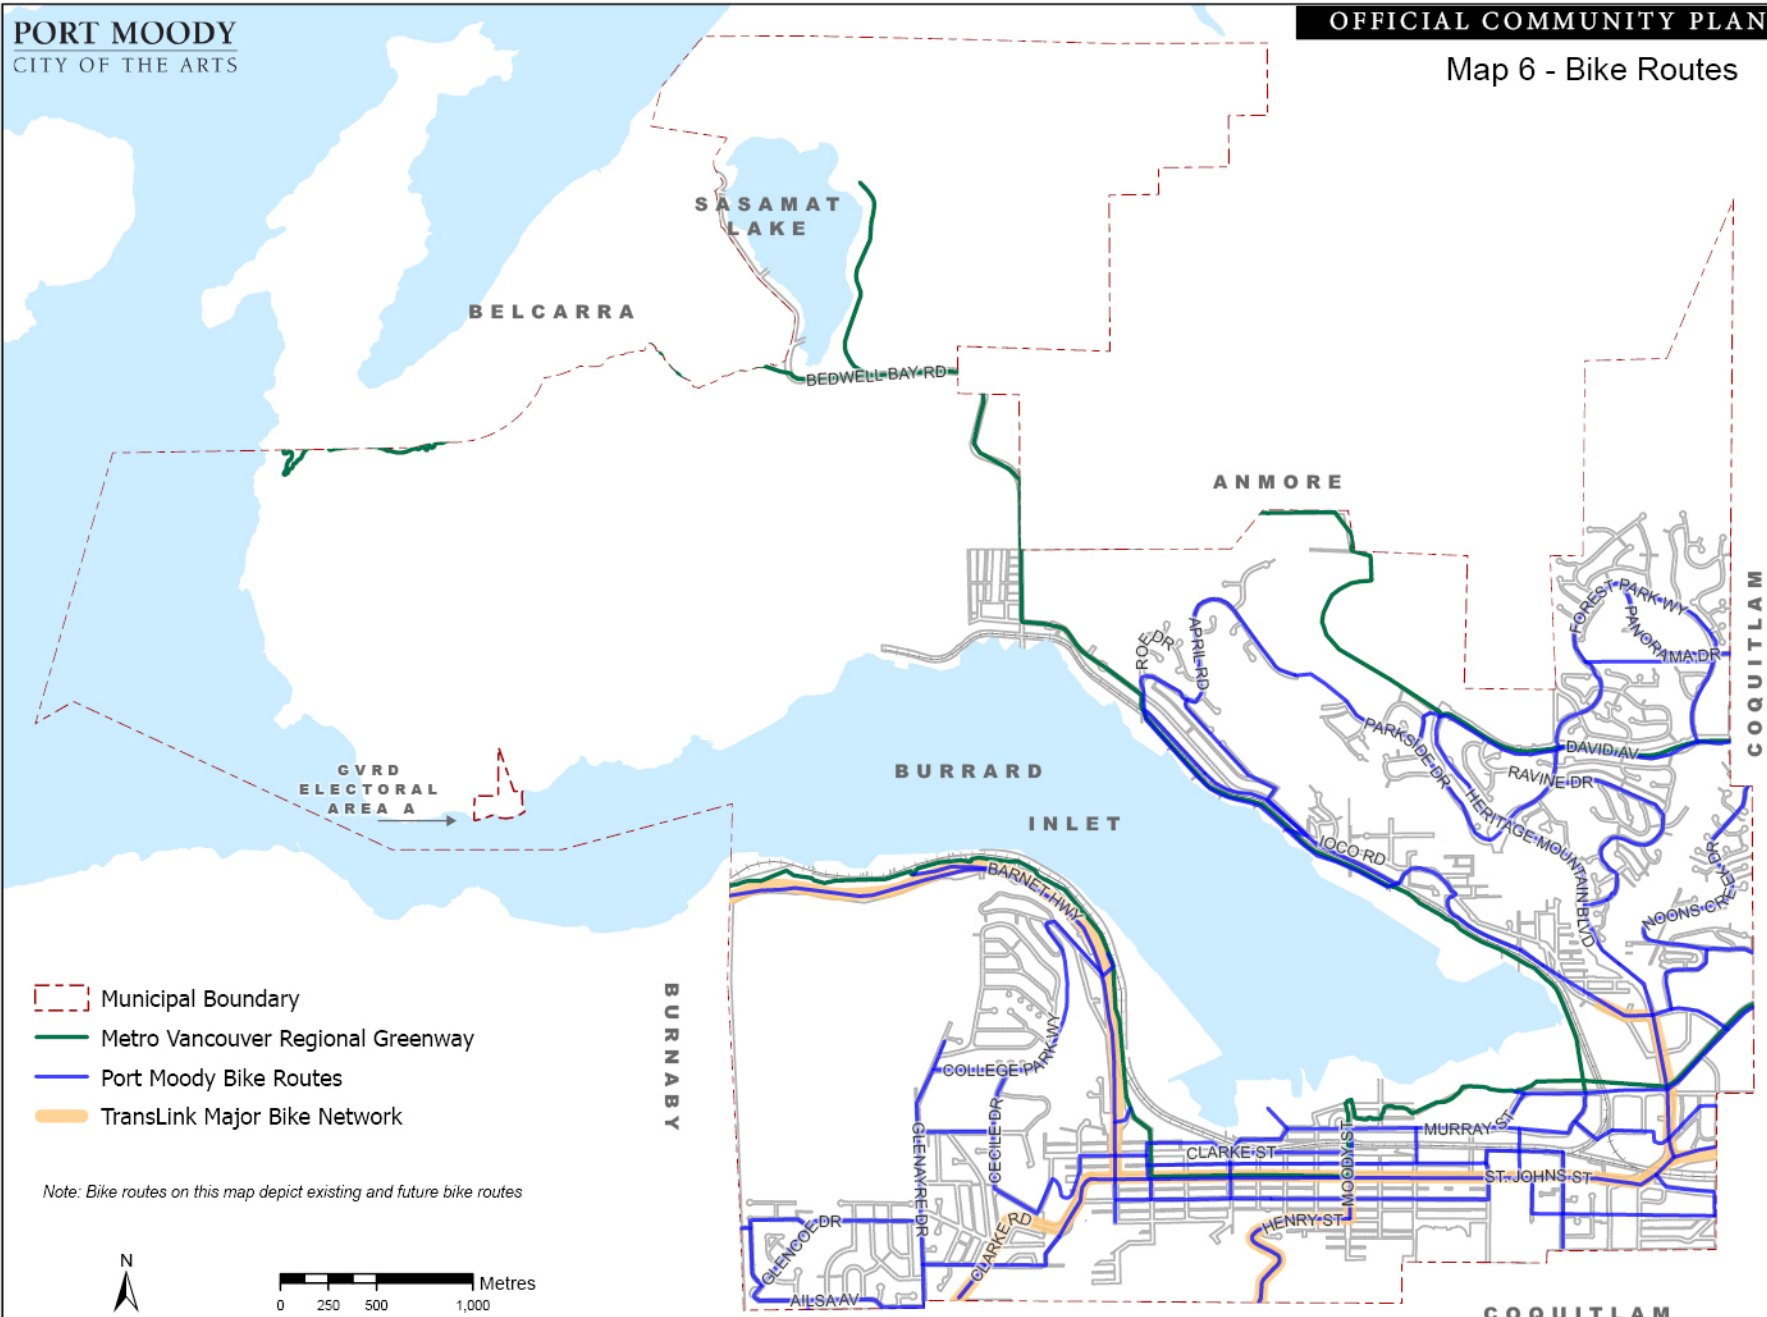 PORT MOODY
CITY OF THE ARTS
OFFICIAL COMMUNITY PLAN
Map 6 - Bike Routes
SASAMAT
LAKE
BELCARRA
BEDWELL BAY RD
ANMORE
COQUITLAM
FOREST PARK WY
PANORAMA DR
ROE DR
APRIL RD
PARKSIDE DR
DAVID AV
RAVINE DR
HERITAGE MOUNTAIN BLVD
NOONS CREEK DR
IOCO RD
GVRD
ELECTORAL
AREA A
BURRARD
INLET
BARNET HWY
BURNABY
COLLEGE PARK WY
CECILE DR
GLENAYRE DR
GLENCOE DR
AILSA AV
CLARKE RD
CLARKE ST
MOODY ST
MURRAY ST
ST. JOHNS ST
HENRY ST
COQUITLAM
Municipal Boundary
Metro Vancouver Regional Greenway
Port Moody Bike Routes
TransLink Major Bike Network
Note: Bike routes on this map depict existing and future bike routes
N
Metres
0 250 500 1,000